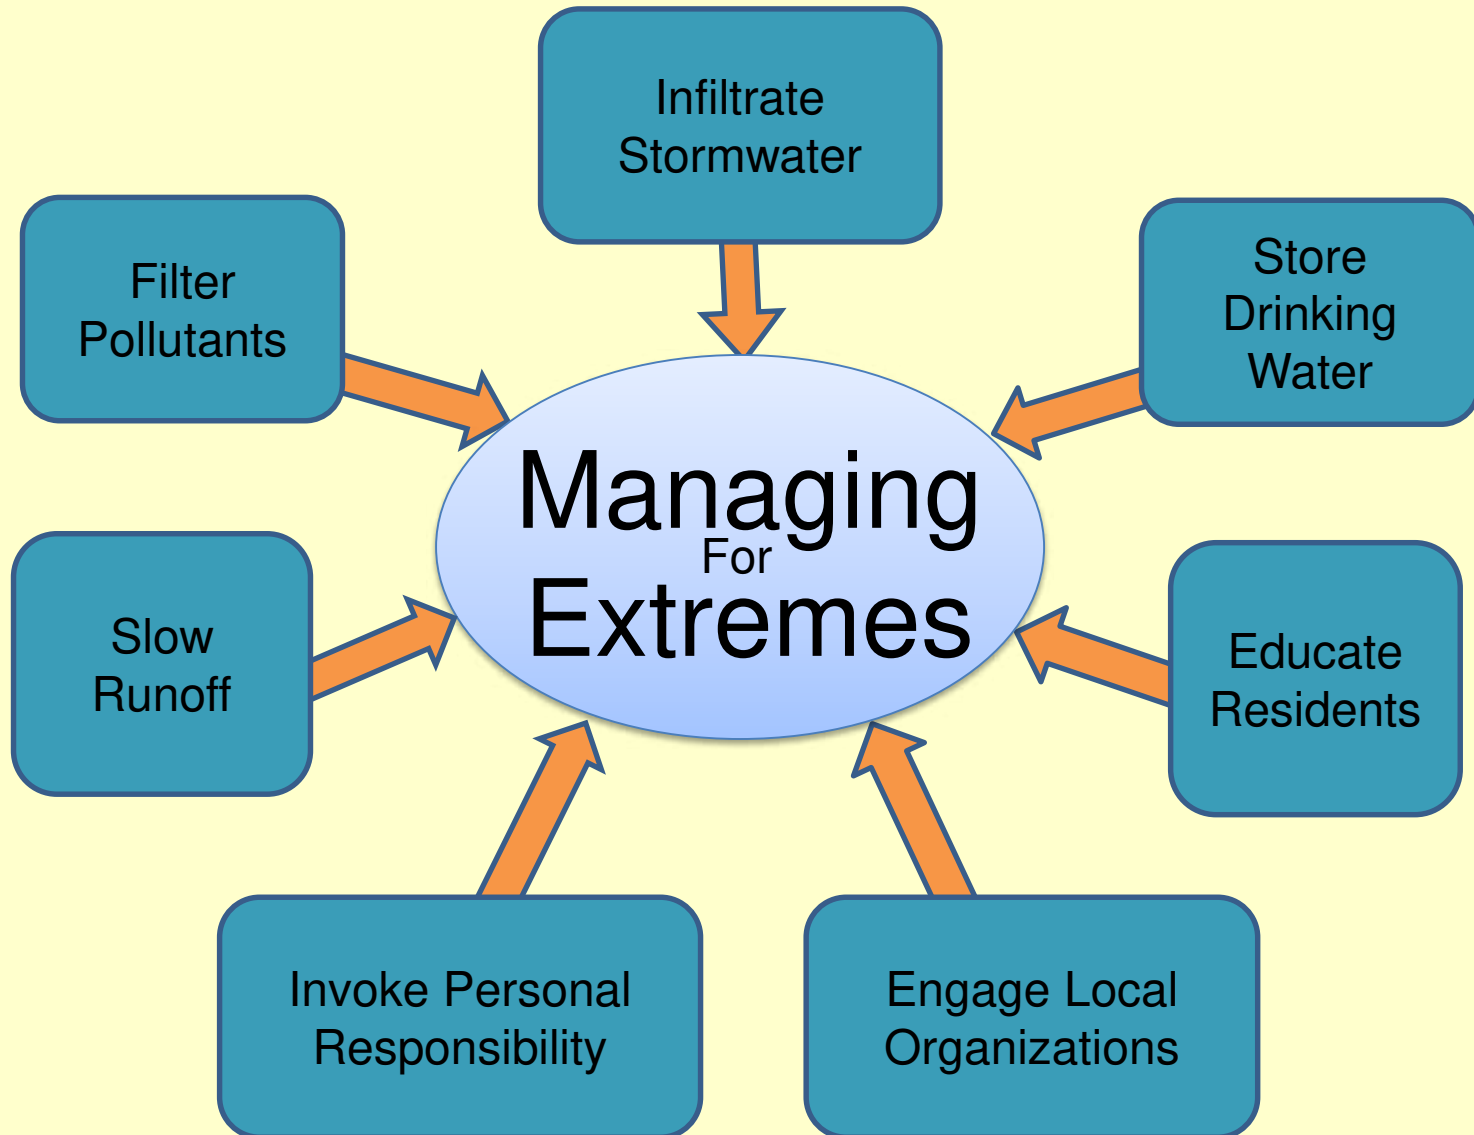 Infiltrate
Stormwater
Filter
Pollutants
Store
Drinking
Water
Managing
For
Extremes
Slow
Runoff
Educate
Residents
Invoke Personal
Responsibility
Engage Local
Organizations